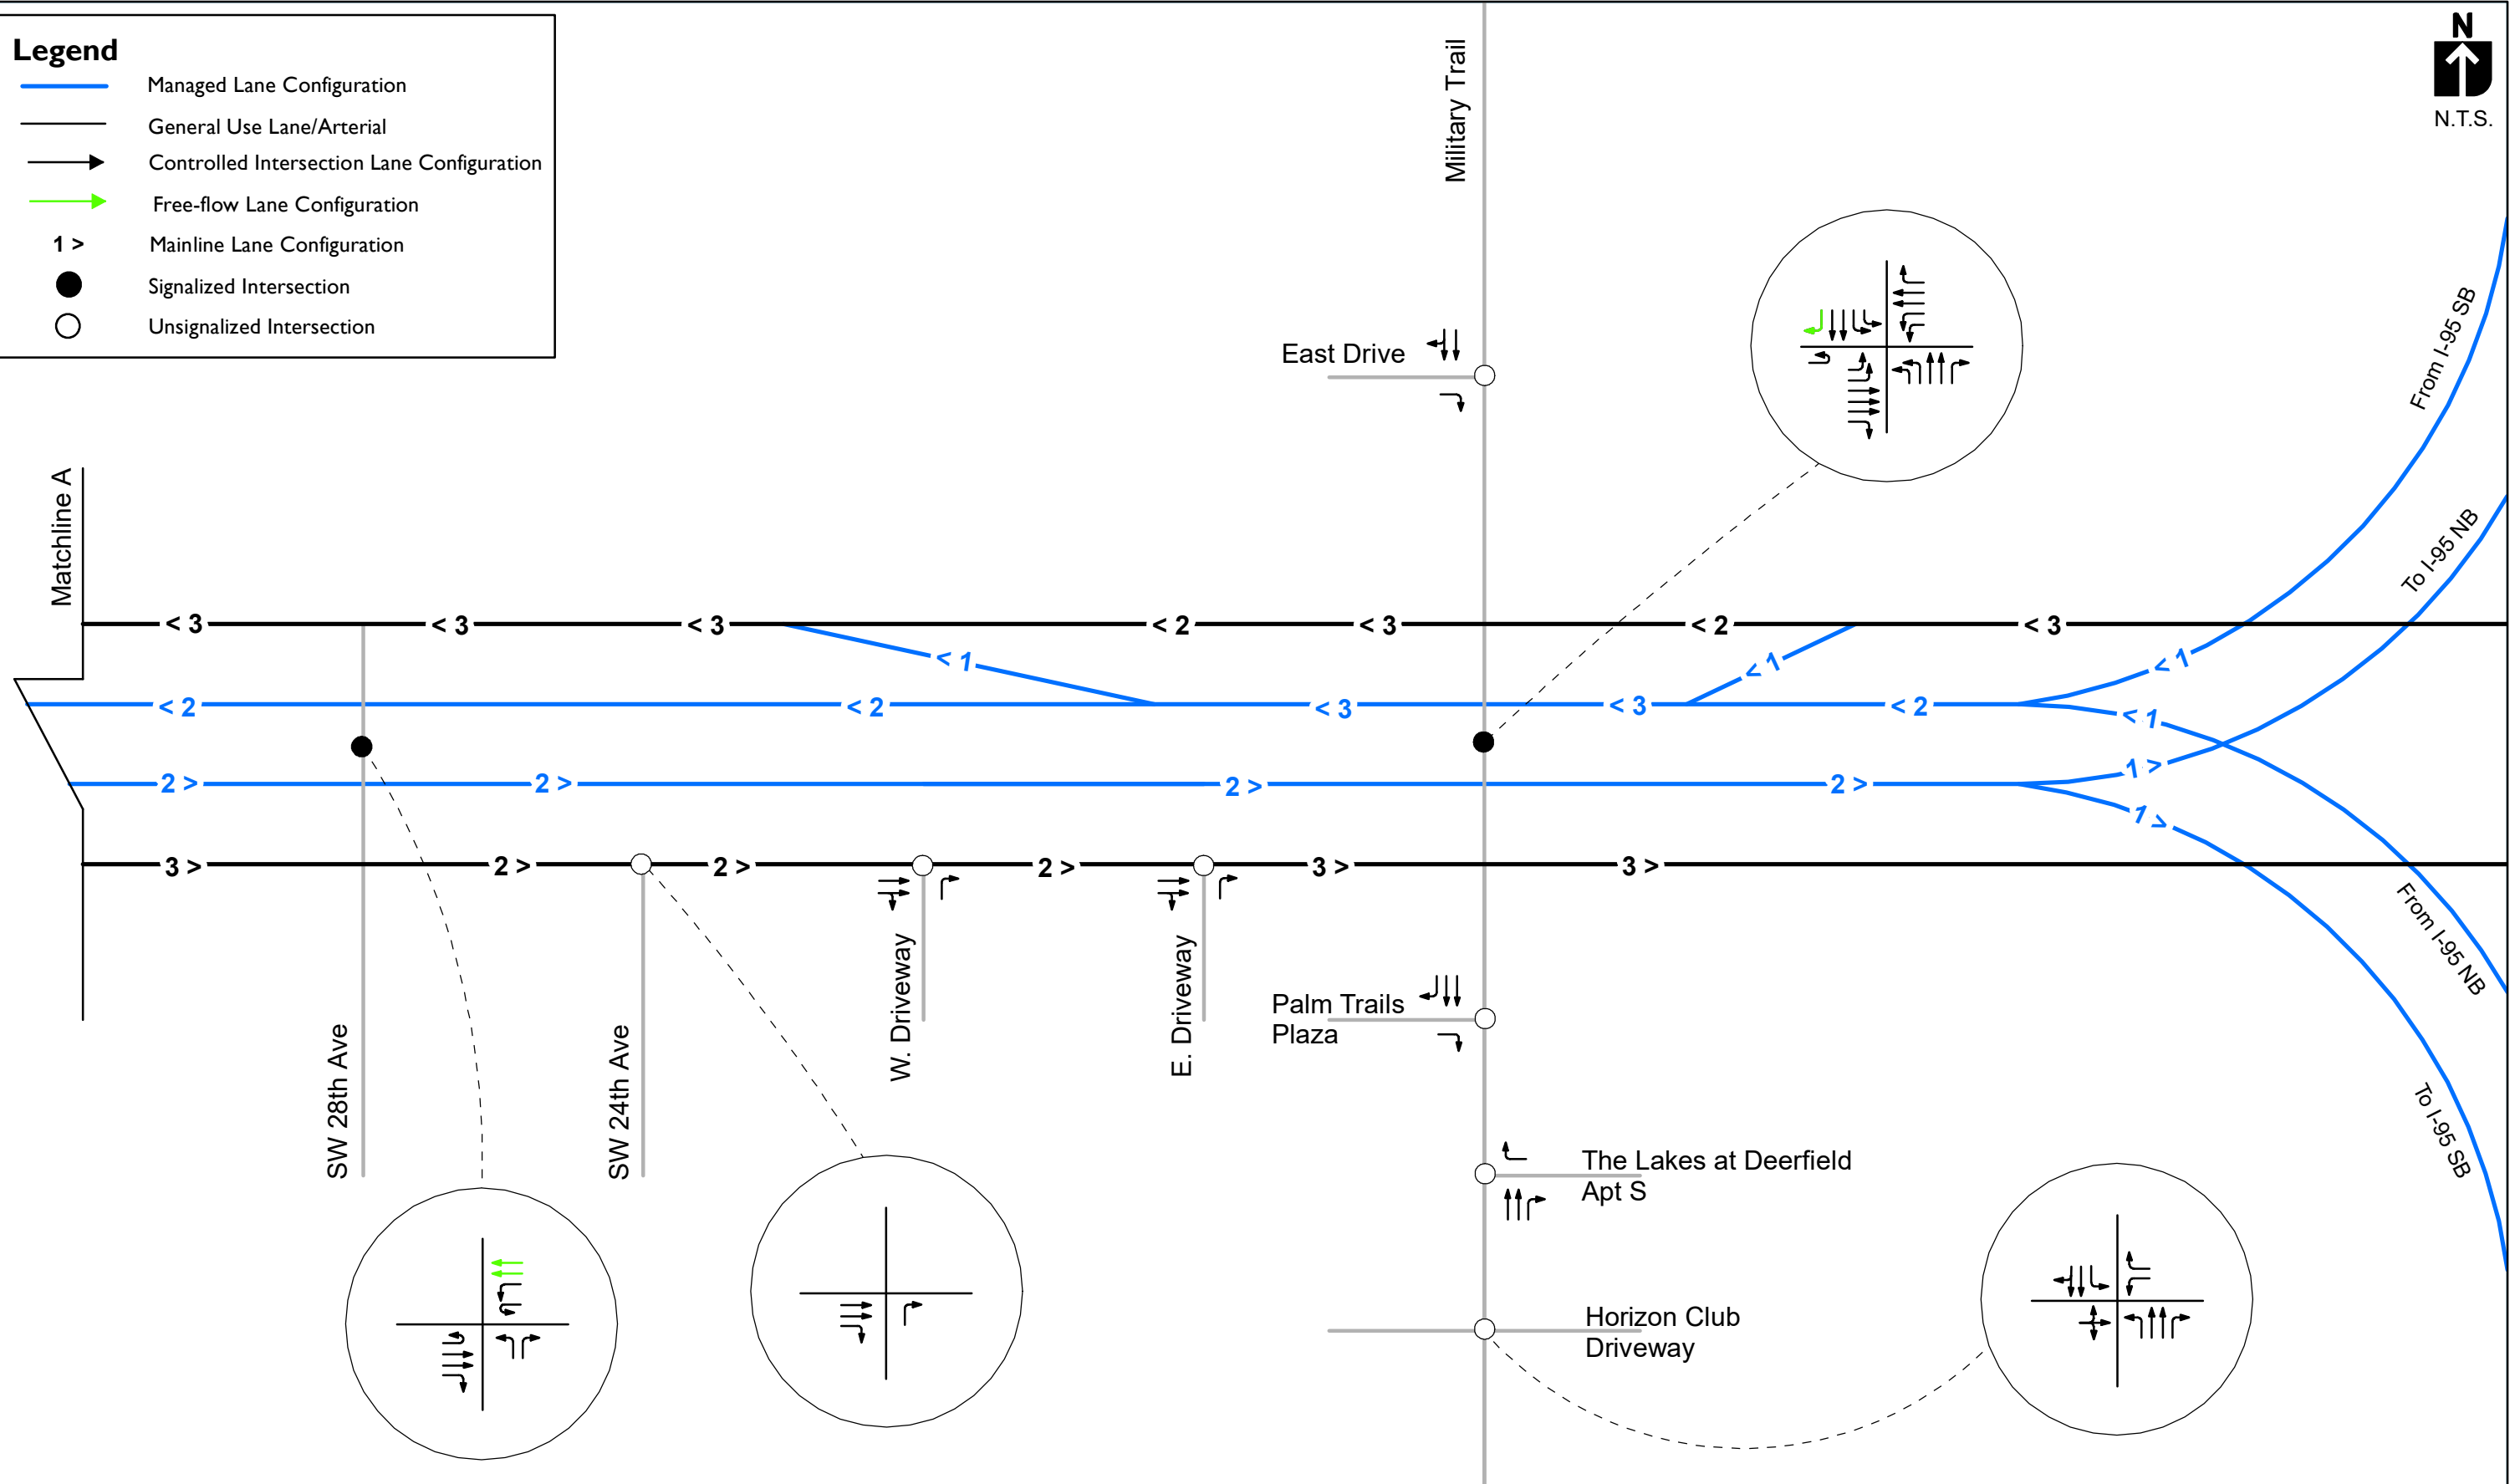 Legend
Managed Lane Configuration
General Use Lane/Arterial
Controlled Intersection Lane Configuration
Free-flow Lane Configuration
1 > Mainline Lane Configuration
Signalized Intersection
Unsignalized Intersection
N
N.T.S.
Military Trail
East Drive
From I-95 SB
To I-95 NB
Matchline A
< 3 < 3 < 3 < 2 < 3 < 2 < 3
< 1 < 1 < 1
< 2 < 2 < 3 < 3 < 2 < 1
2 > 2 > 2 > 2 > 1 >
1 >
3 > 2 > 2 > 2 > 3 > 3 >
From I-95 NB
To I-95 SB
SW 28th Ave
SW 24th Ave
W. Driveway
E. Driveway
Palm Trails
Plaza
The Lakes at Deerfield
Apt S
Horizon Club
Driveway